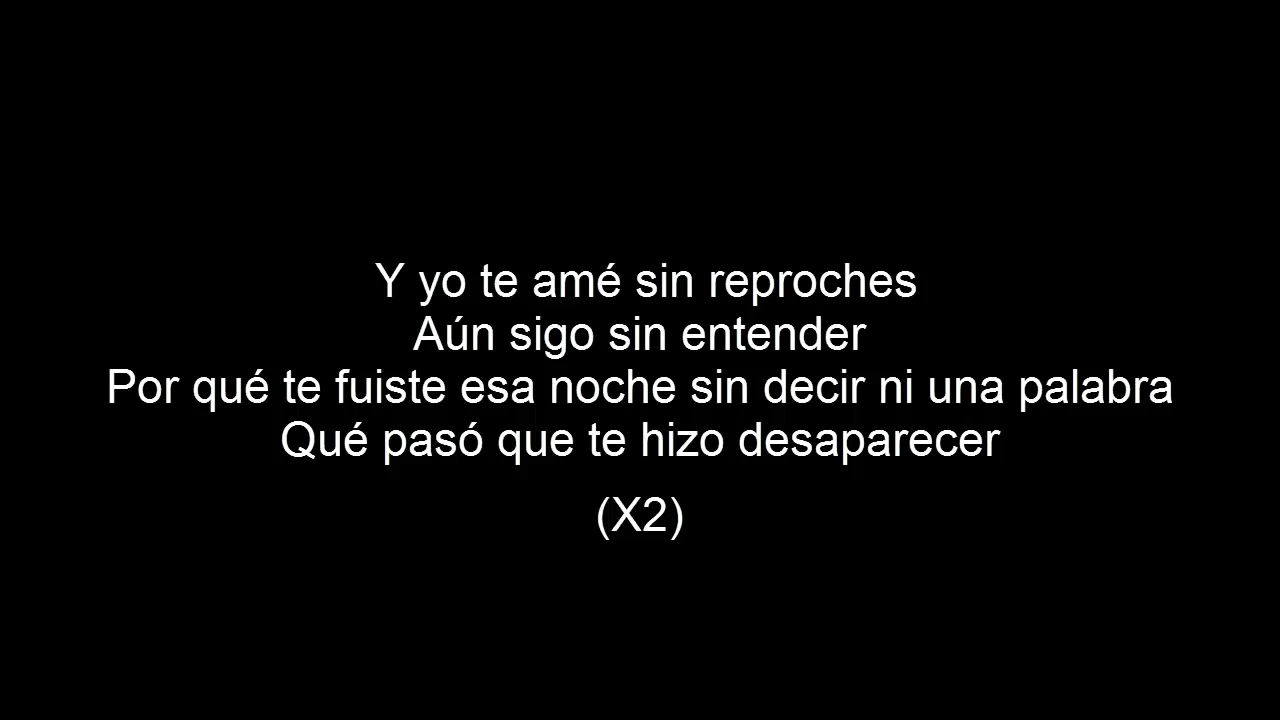 Y yo te amé sin reproches
Aún sigo sin entender
Por qué te fuiste esa noche sin decir ni una palabra
Qué pasó que te hizo desaparecer
(X2)